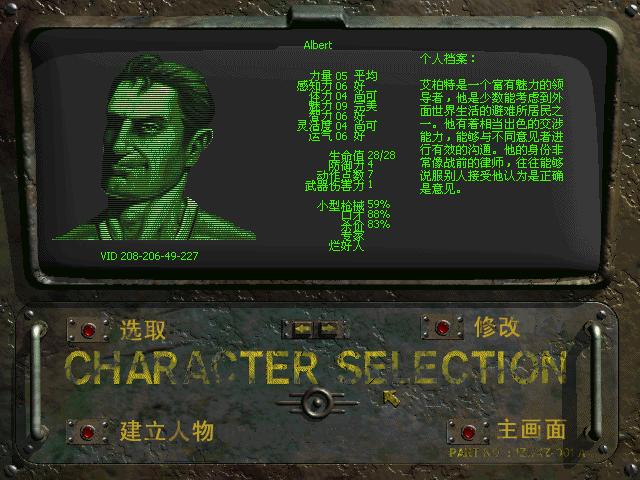 Albert
力量 05 平均
感知力 06 好
体力 04 尚可
魅力 09 完美
智力 06 好
灵活度 04 尚可
运气 06 好
生命值 28/28
防御力 4
动作点数 7
武器伤害力 1
小型枪械 59%
口才 88%
杀价 83%
专家
烂好人
个人档案：
艾柏特是一个富有魅力的领
导者，他是少数能考虑到外
面世界生活的避难所居民之
一。他有着相当出色的交涉
能力，能够与不同意见者进
行有效的沟通。他的身份非
常像战前的律师，往往能够
说服别人接受他认为是正确
是意见。
VID 208-206-49-227
选取
修改
CHARACTER SELECTION
建立人物
主画面